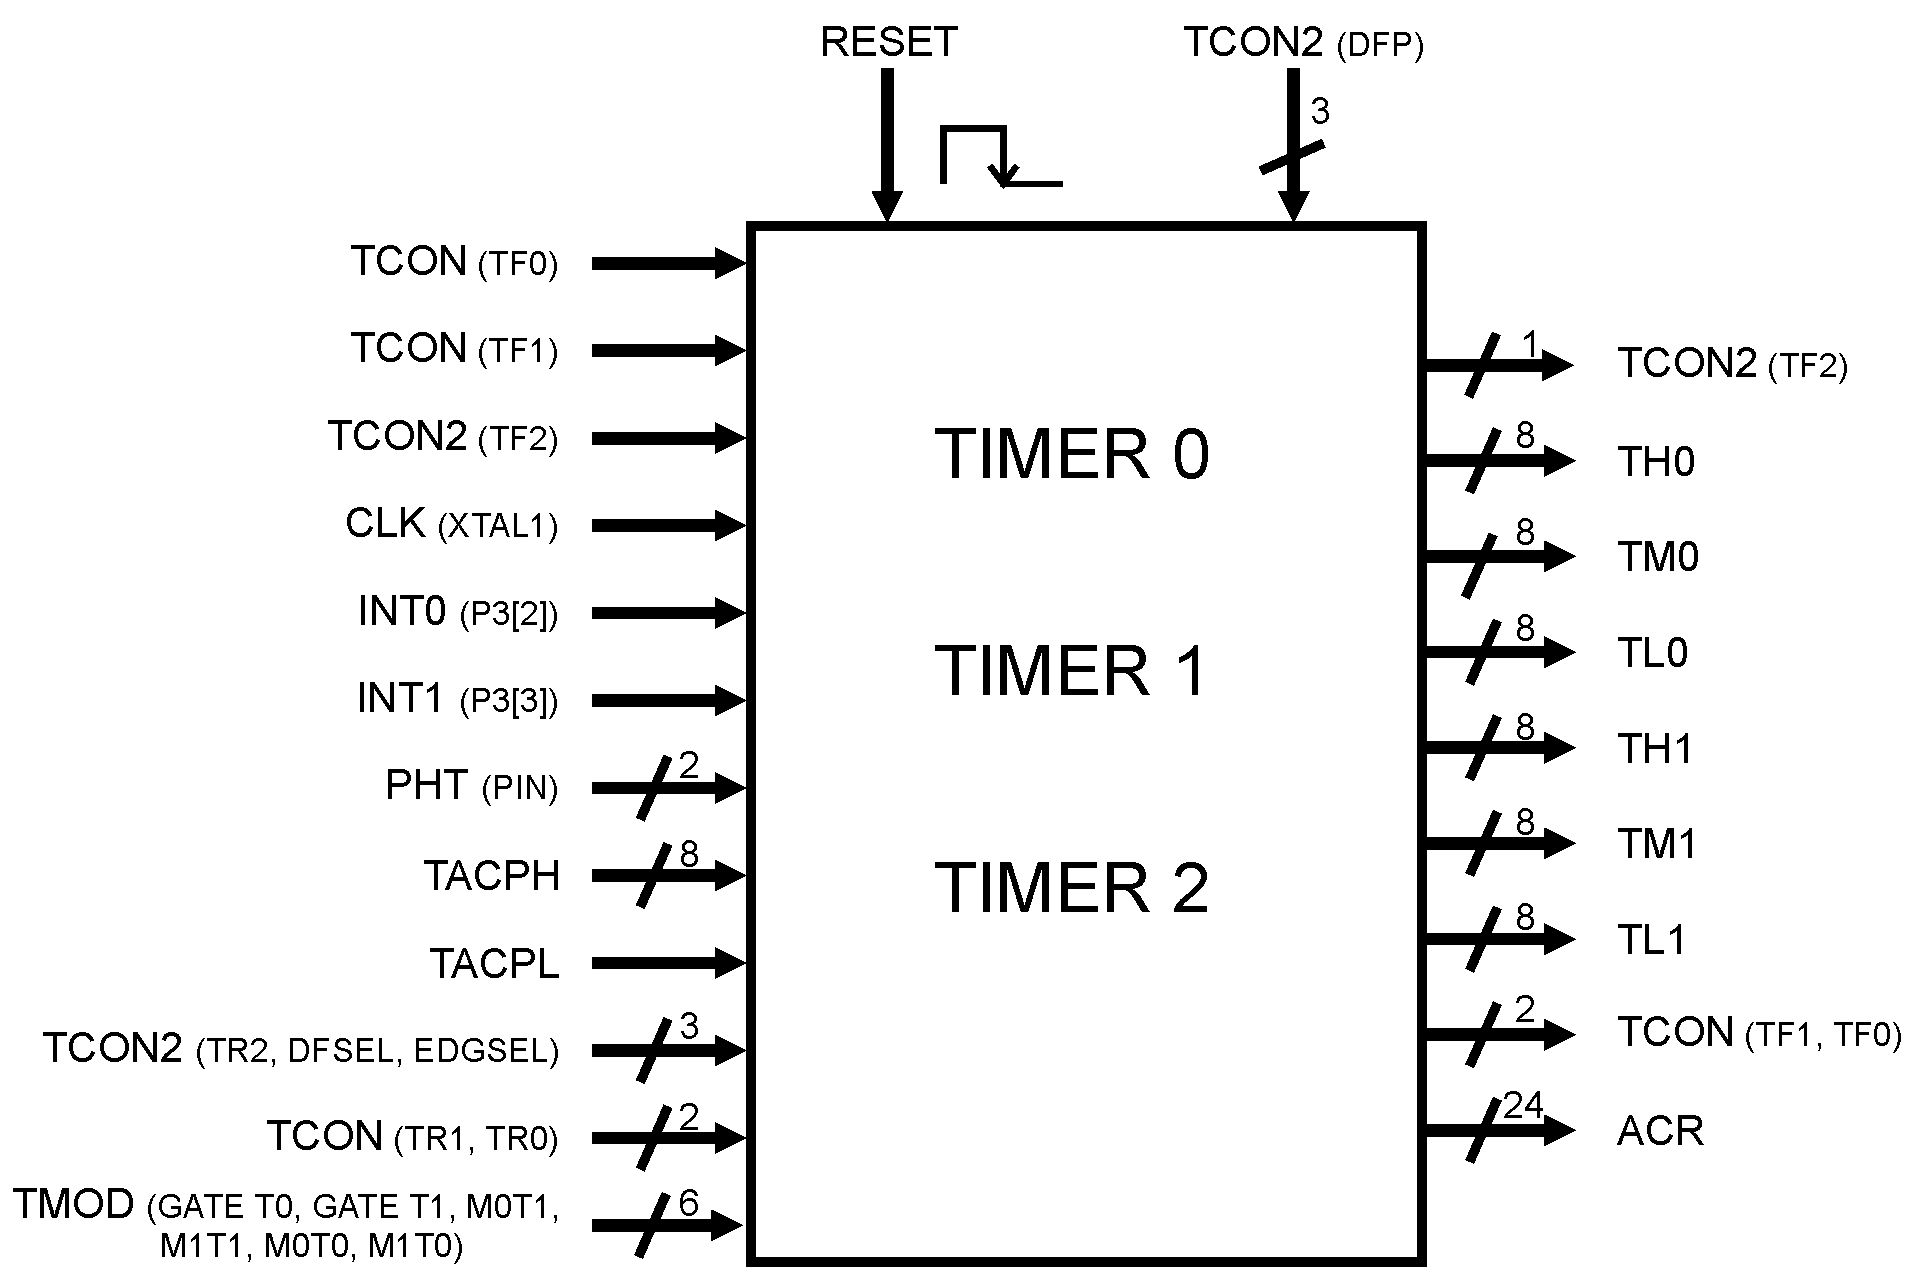 RESET
TCON2 (DFP)
3
TCON (TF0)
TCON (TF1)
TCON2 (TF2)
CLK (XTAL1)
INT0 (P3[2])
INT1 (P3[3])
PHT (PIN)
2
TACPH
8
TACPL
TCON2 (TR2, DFSEL, EDGSEL)
3
TCON (TR1, TR0)
2
TMOD (GATE T0, GATE T1, M0T1,
M1T1, M0T0, M1T0)
6
TIMER 0
TIMER 1
TIMER 2
1
TCON2 (TF2)
8
TH0
8
TM0
8
TL0
8
TH1
8
TM1
8
TL1
2
TCON (TF1, TF0)
24
ACR